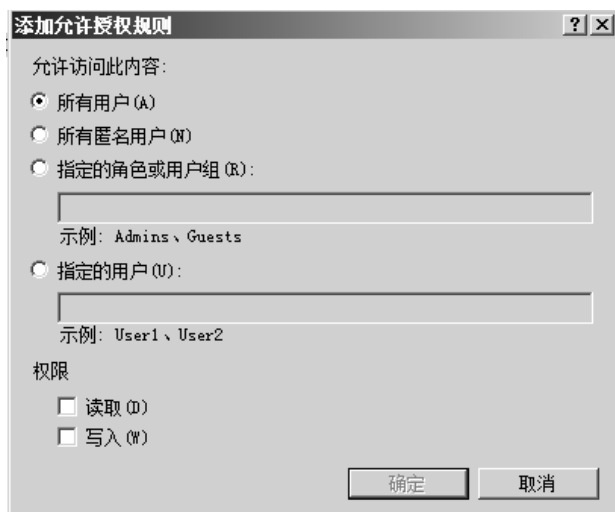 添加允许授权规则
允许访问此内容:
所有用户(A)
所有匿名用户(N)
指定的角色或用户组(R):
示例: Admins、Guests
指定的用户(U):
示例: User1、User2
权限
读取(D)
写入(W)
确定 取消